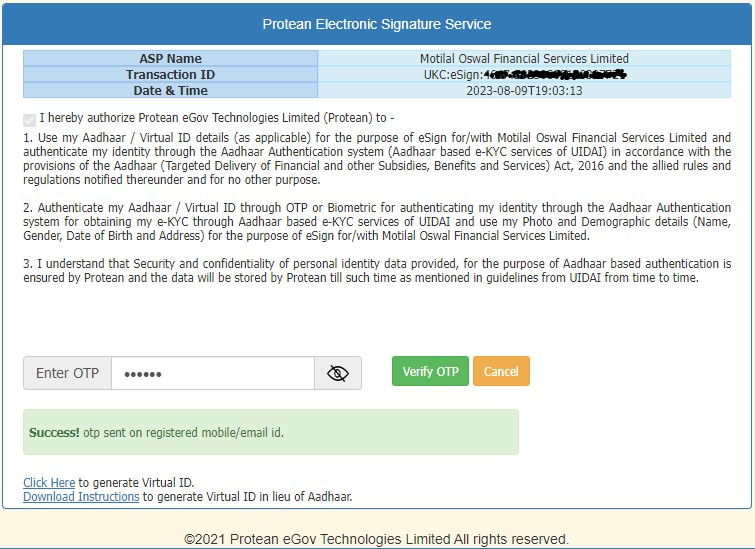 Protean Electronic Signature Service
ASP Name Motilal Oswal Financial Services Limited
Transaction ID UKC:eSign:
Date & Time 2023-08-09T19:03:13
I hereby authorize Protean eGov Technologies Limited (Protean) to -
1. Use my Aadhaar / Virtual ID details (as applicable) for the purpose of eSign for/with Motilal Oswal Financial Services Limited and
authenticate my identity through the Aadhaar Authentication system (Aadhaar based e-KYC services of UIDAI) in accordance with the
provisions of the Aadhaar (Targeted Delivery of Financial and other Subsidies, Benefits and Services) Act, 2016 and the allied rules and
regulations notified thereunder and for no other purpose.
2. Authenticate my Aadhaar / Virtual ID through OTP or Biometric for authenticating my identity through the Aadhaar Authentication
system for obtaining my e-KYC through Aadhaar based e-KYC services of UIDAI and use my Photo and Demographic details (Name,
Gender, Date of Birth and Address) for the purpose of eSign for/with Motilal Oswal Financial Services Limited.
3. I understand that Security and confidentiality of personal identity data provided, for the purpose of Aadhaar based authentication is
ensured by Protean and the data will be stored by Protean till such time as mentioned in guidelines from UIDAI from time to time.
Enter OTP •••••• Verify OTP Cancel
Success! otp sent on registered mobile/email id.
Click Here to generate Virtual ID.
Download Instructions to generate Virtual ID in lieu of Aadhaar.
©2021 Protean eGov Technologies Limited All rights reserved.